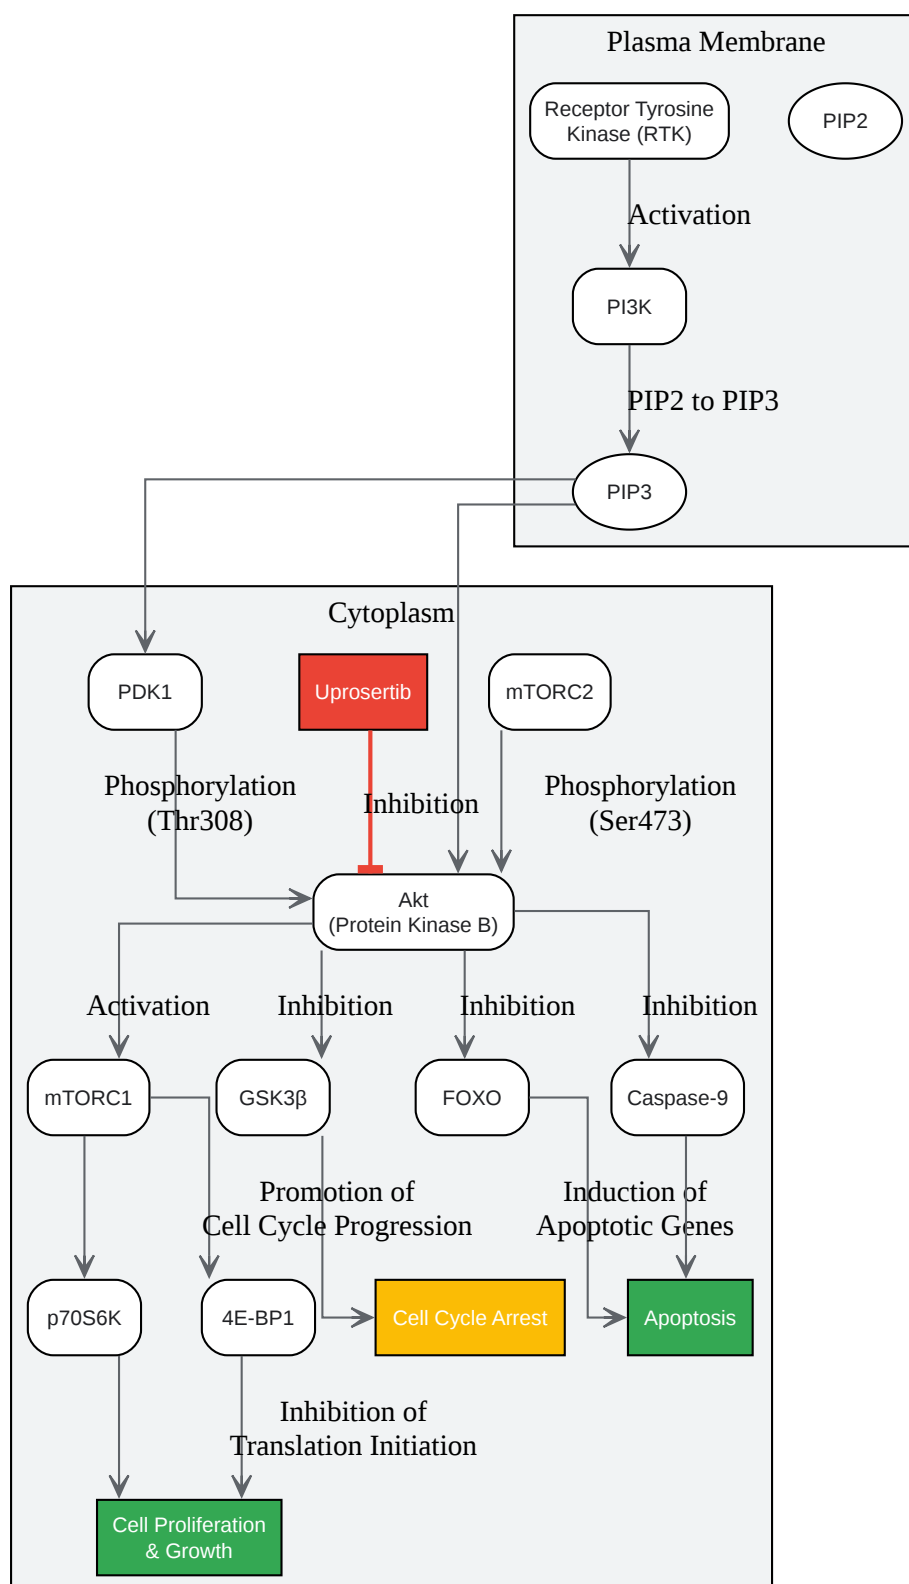 Plasma Membrane
Receptor Tyrosine
Kinase (RTK)
PIP2
Activation
PI3K
PIP2 to PIP3
PIP3
Cytoplasm
PDK1
Uprosertib
mTORC2
Phosphorylation
(Thr308)
Inhibition
Phosphorylation
(Ser473)
Akt
(Protein Kinase B)
Activation
Inhibition
Inhibition
Inhibition
mTORC1
GSK3β
FOXO
Caspase-9
Promotion of
Cell Cycle Progression
Induction of
Apoptotic Genes
p70S6K
4E-BP1
Cell Cycle Arrest
Apoptosis
Inhibition of
Translation Initiation
Cell Proliferation
& Growth